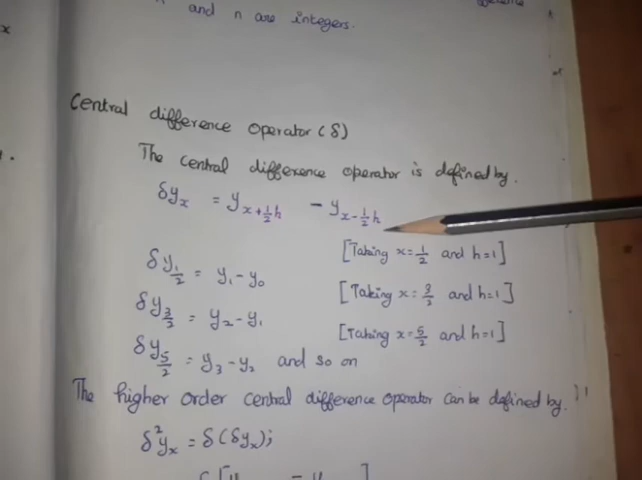 and n are integers.
Central difference operator (δ)
The central difference operator is defined by.
δy_x = y_{x+½h} - y_{x-½h}
δy_{1/2} = y_1 - y_0 [Taking x=1/2 and h=1]
δy_{3/2} = y_2 - y_1 [Taking x=3/2 and h=1]
δy_{5/2} = y_3 - y_2 and so on [Taking x=5/2 and h=1]
The higher order central difference operator can be defined by.
δ²y_x = δ(δy_x);